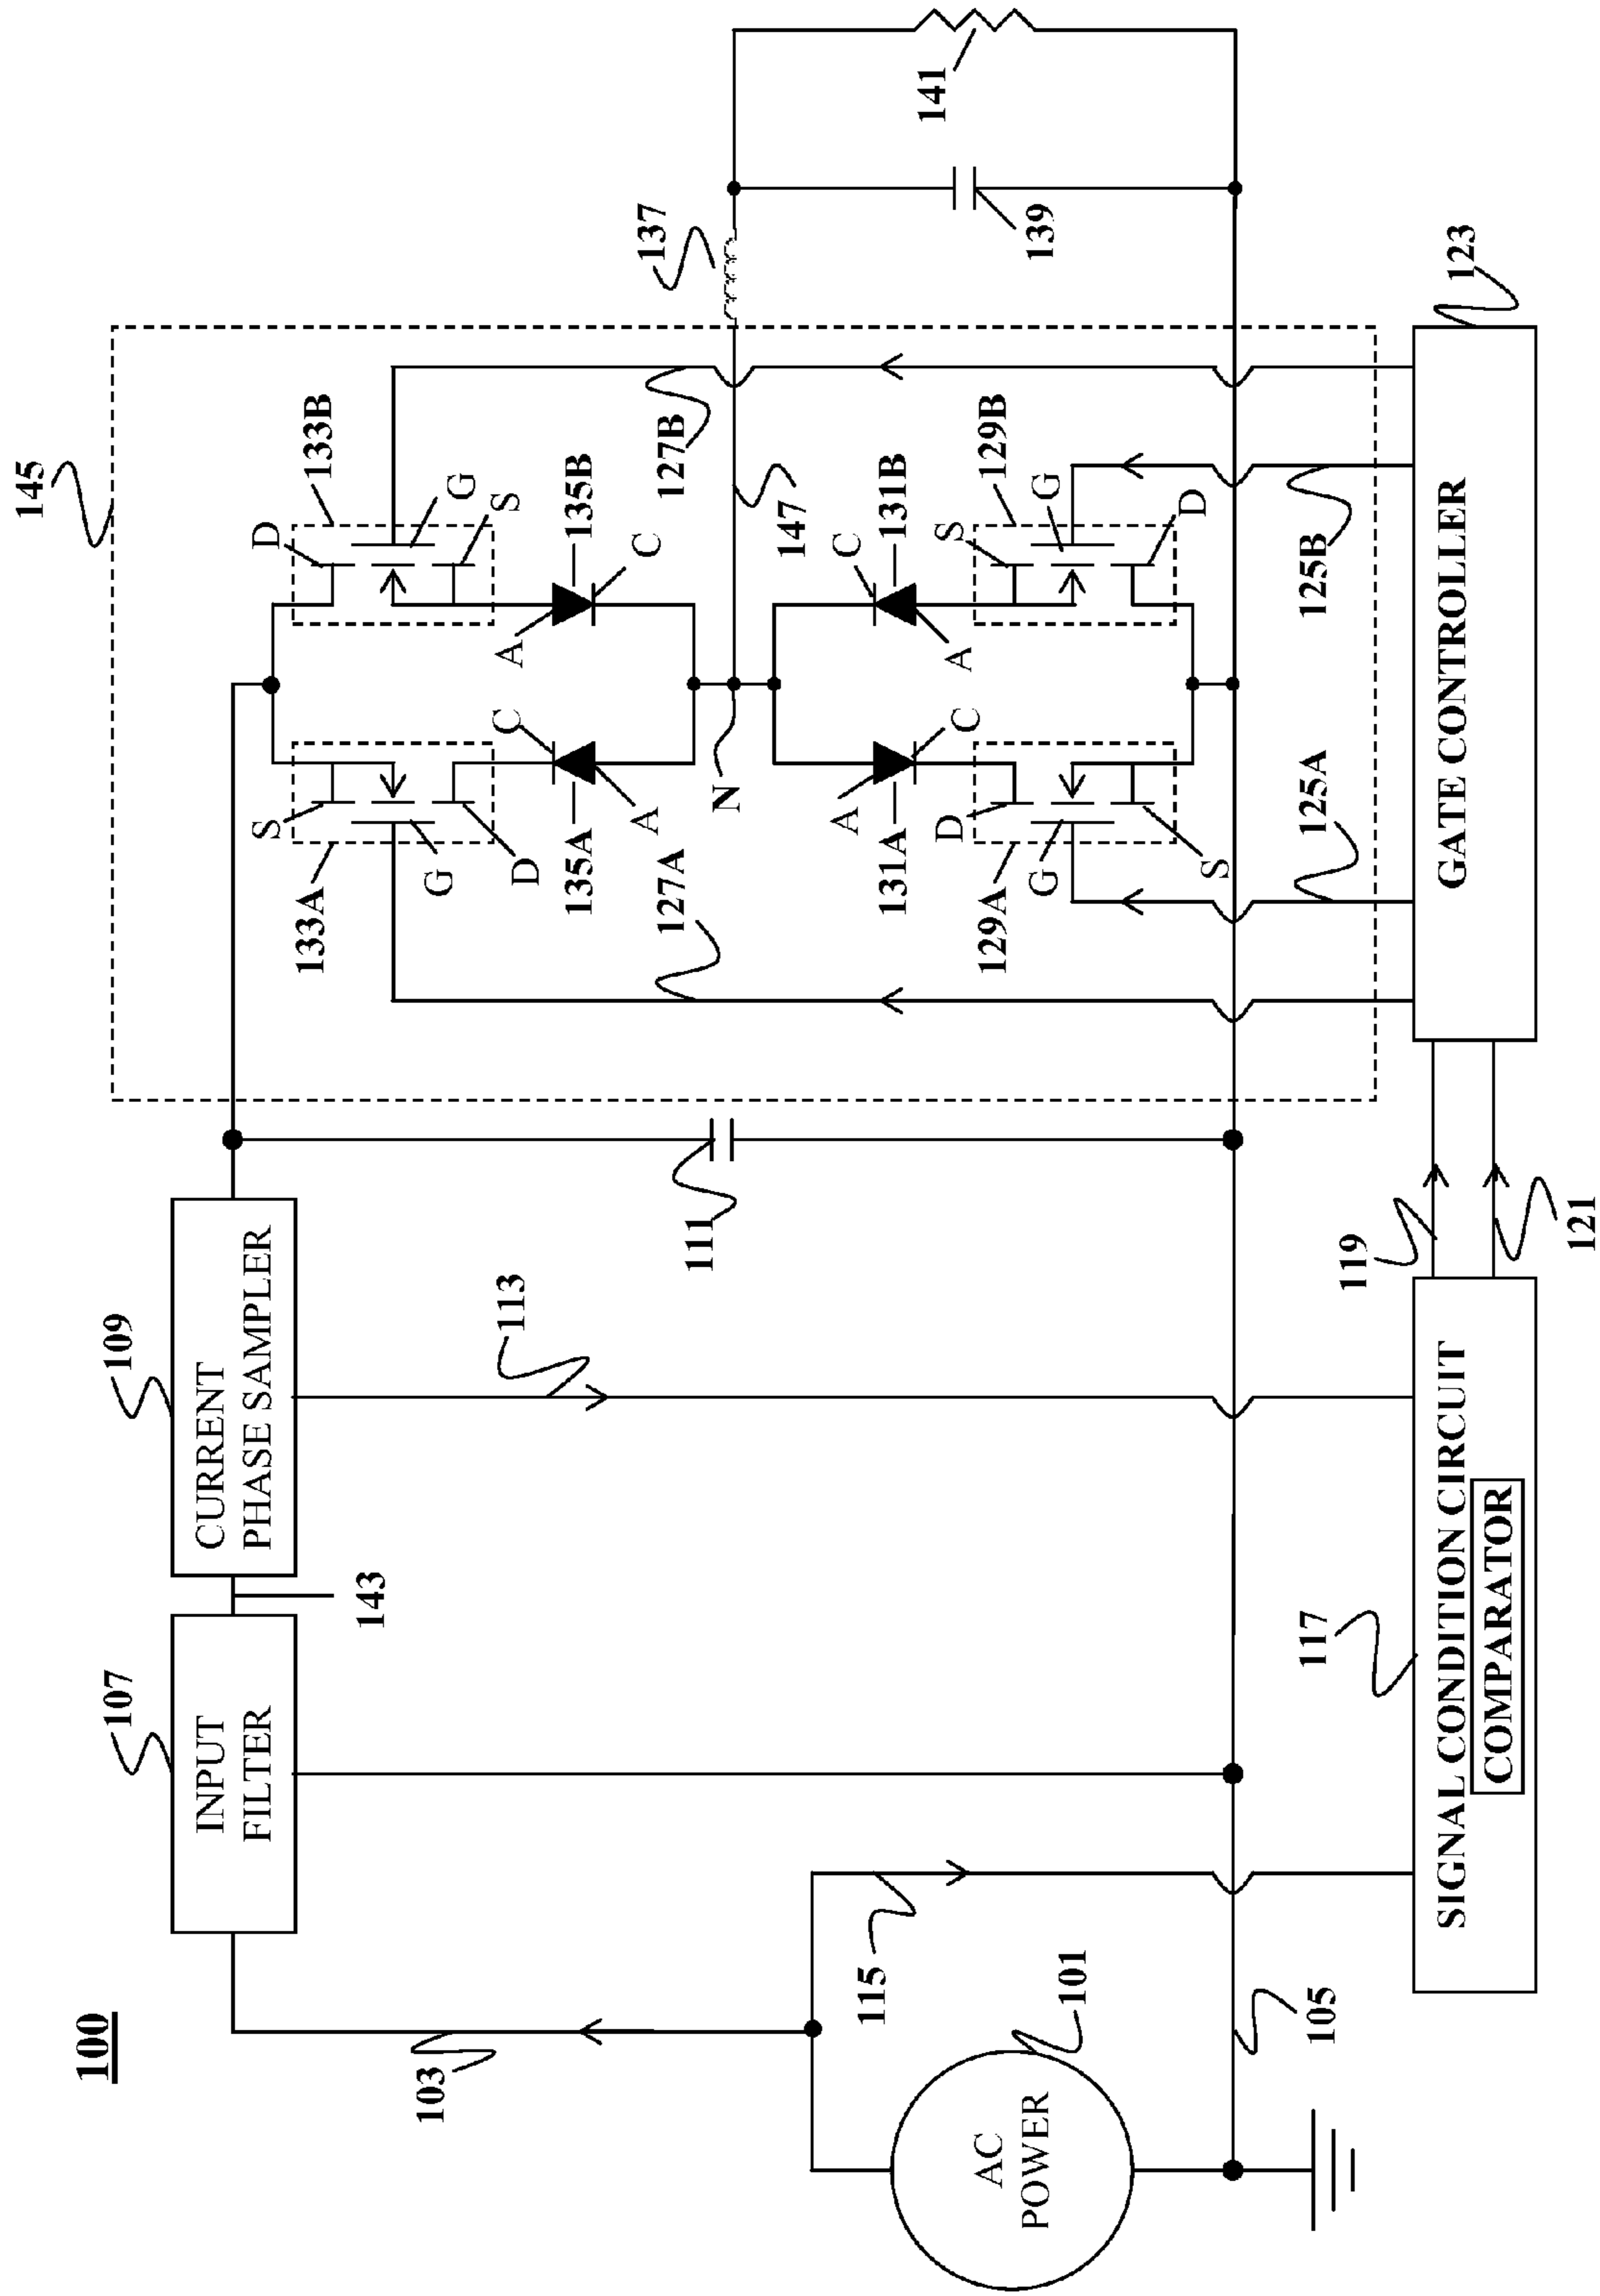 100
101
AC
POWER
103
105
107
INPUT
FILTER
143
109
CURRENT
PHASE SAMPLER
111
113
115
117
SIGNAL CONDITION CIRCUIT
COMPARATOR
119
121
123
GATE CONTROLLER
145
133A
S
G
D
133B
D
G
S
135A
C
A
135B
A
C
127A
127B
N
147
131A
A
C
131B
C
A
129A
D
G
S
129B
S
G
D
125A
125B
137
139
141